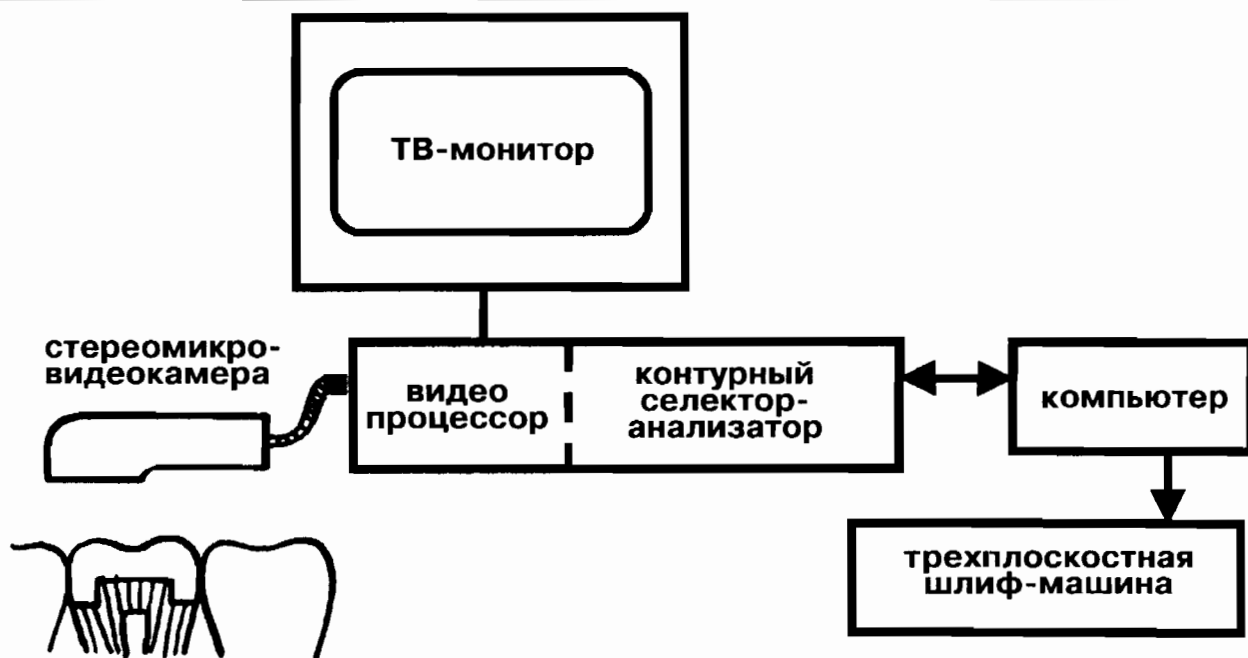 ТВ-монитор
стереомикро-
видеокамера
видео
процессор
контурный
селектор-
анализатор
компьютер
трехплоскостная
шлиф-машина